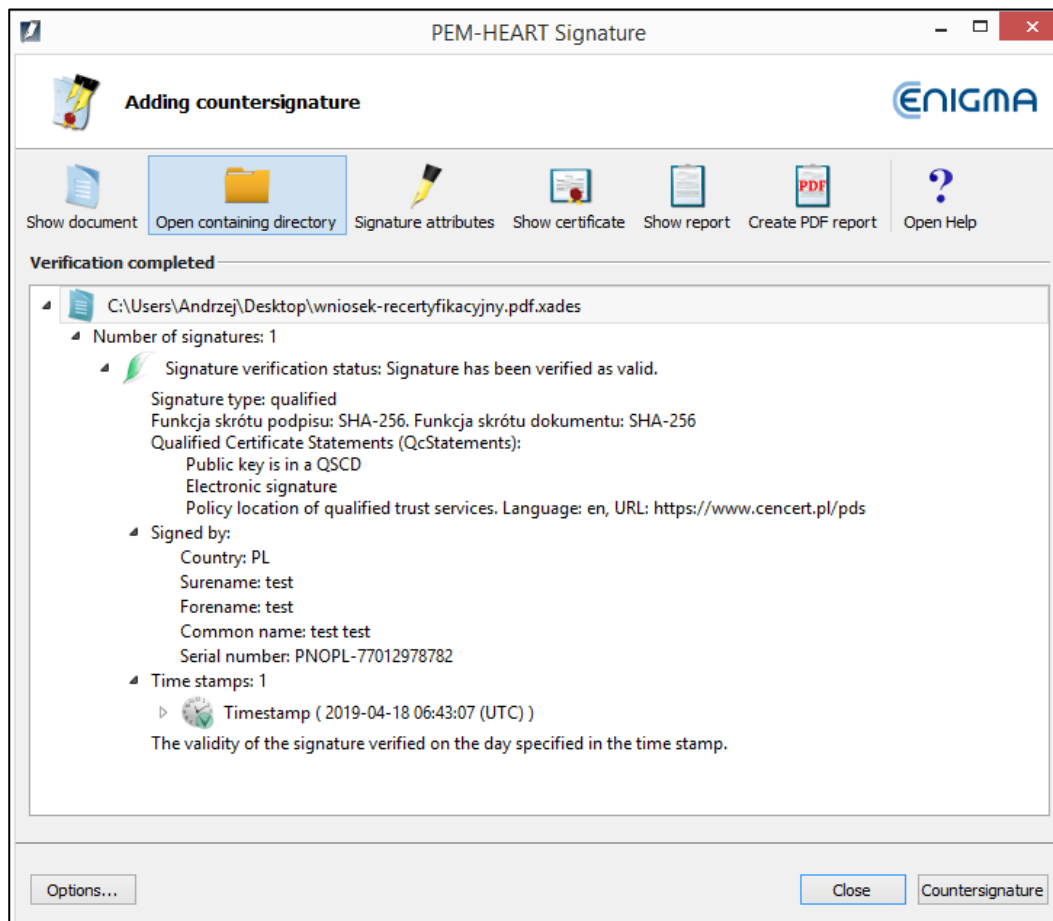 PEM-HEART Signature
Adding countersignature
ENIGMA
Show document
Open containing directory
Signature attributes
Show certificate
Show report
PDF
Create PDF report
?
Open Help
Verification completed
C:\Users\Andrzej\Desktop\wniosek-recertyfikacyjny.pdf.xades
Number of signatures: 1
Signature verification status: Signature has been verified as valid.
Signature type: qualified
Funkcja skrótu podpisu: SHA-256. Funkcja skrótu dokumentu: SHA-256
Qualified Certificate Statements (QcStatements):
Public key is in a QSCD
Electronic signature
Policy location of qualified trust services. Language: en, URL: https://www.cencert.pl/pds
Signed by:
Country: PL
Surename: test
Forename: test
Common name: test test
Serial number: PNOPL-77012978782
Time stamps: 1
Timestamp ( 2019-04-18 06:43:07 (UTC) )
The validity of the signature verified on the day specified in the time stamp.
Options...
Close
Countersignature